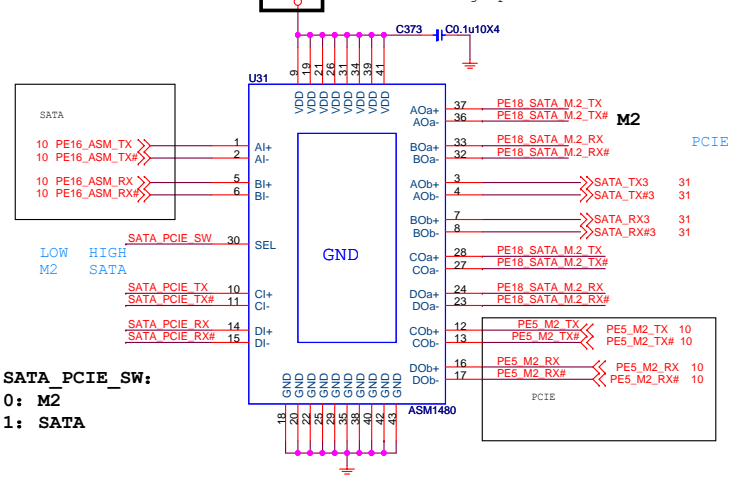 C373 C0.1u10X4
U31
9 19 21 26 31 34 39 41
VDD VDD VDD VDD VDD VDD VDD VDD
SATA
10 PE16_ASM_TX 1 AI+
10 PE16_ASM_TX# 2 AI-
10 PE16_ASM_RX 5 BI+
10 PE16_ASM_RX# 6 BI-
SATA_PCIE_SW 30 SEL
LOW HIGH
M2 SATA
SATA_PCIE_TX 10 CI+
SATA_PCIE_TX# 11 CI-
SATA_PCIE_RX 14 DI+
SATA_PCIE_RX# 15 DI-
GND
AOa+ 37 PE18_SATA_M.2_TX
AOa- 36 PE18_SATA_M.2_TX# M2
BOa+ 33 PE18_SATA_M.2_RX
BOa- 32 PE18_SATA_M.2_RX#
PCIE
AOb+ 3 SATA_TX3 31
AOb- 4 SATA_TX#3 31
BOb+ 7 SATA_RX3 31
BOb- 8 SATA_RX#3 31
COa+ 28 PE18_SATA_M.2_TX
COa- 27 PE18_SATA_M.2_TX#
DOa+ 24 PE18_SATA_M.2_RX
DOa- 23 PE18_SATA_M.2_RX#
COb+ 12 PE5_M2_TX PE5_M2_TX 10
COb- 13 PE5_M2_TX# PE5_M2_TX# 10
DOb+ 16 PE5_M2_RX PE5_M2_RX 10
DOb- 17 PE5_M2_RX# PE5_M2_RX# 10
PCIE
GND GND GND GND GND GND GND GND GND GND
ASM1480
18 20 22 25 29 35 38 40 42 43
SATA_PCIE_SW:
0: M2
1: SATA